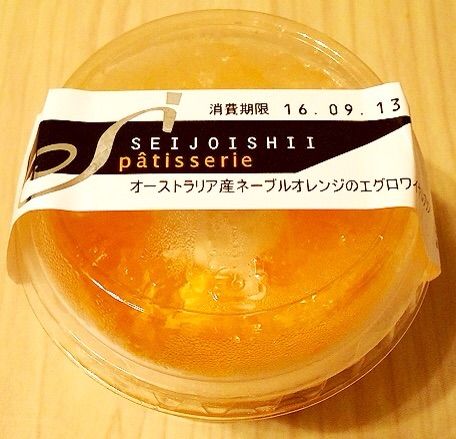 消費期限 16.09.13
SEIJOISHII
pâtisserie
オーストラリア産ネーブルオレンジのエグロワイ